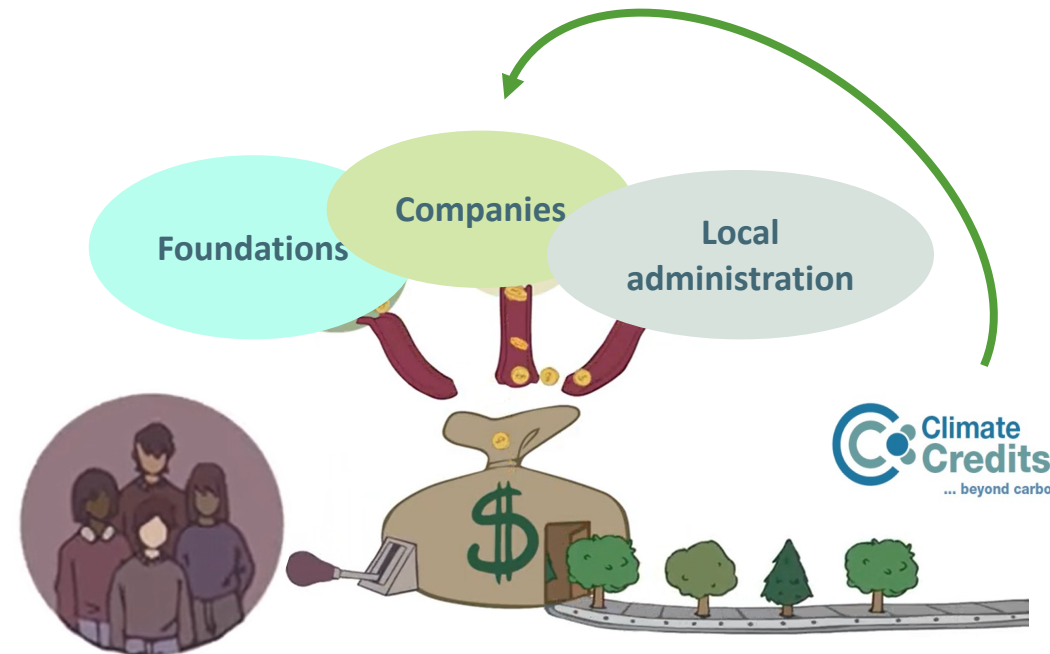 Foundations
Companies
Local
administration
$
Climate
Credits
... beyond carbo